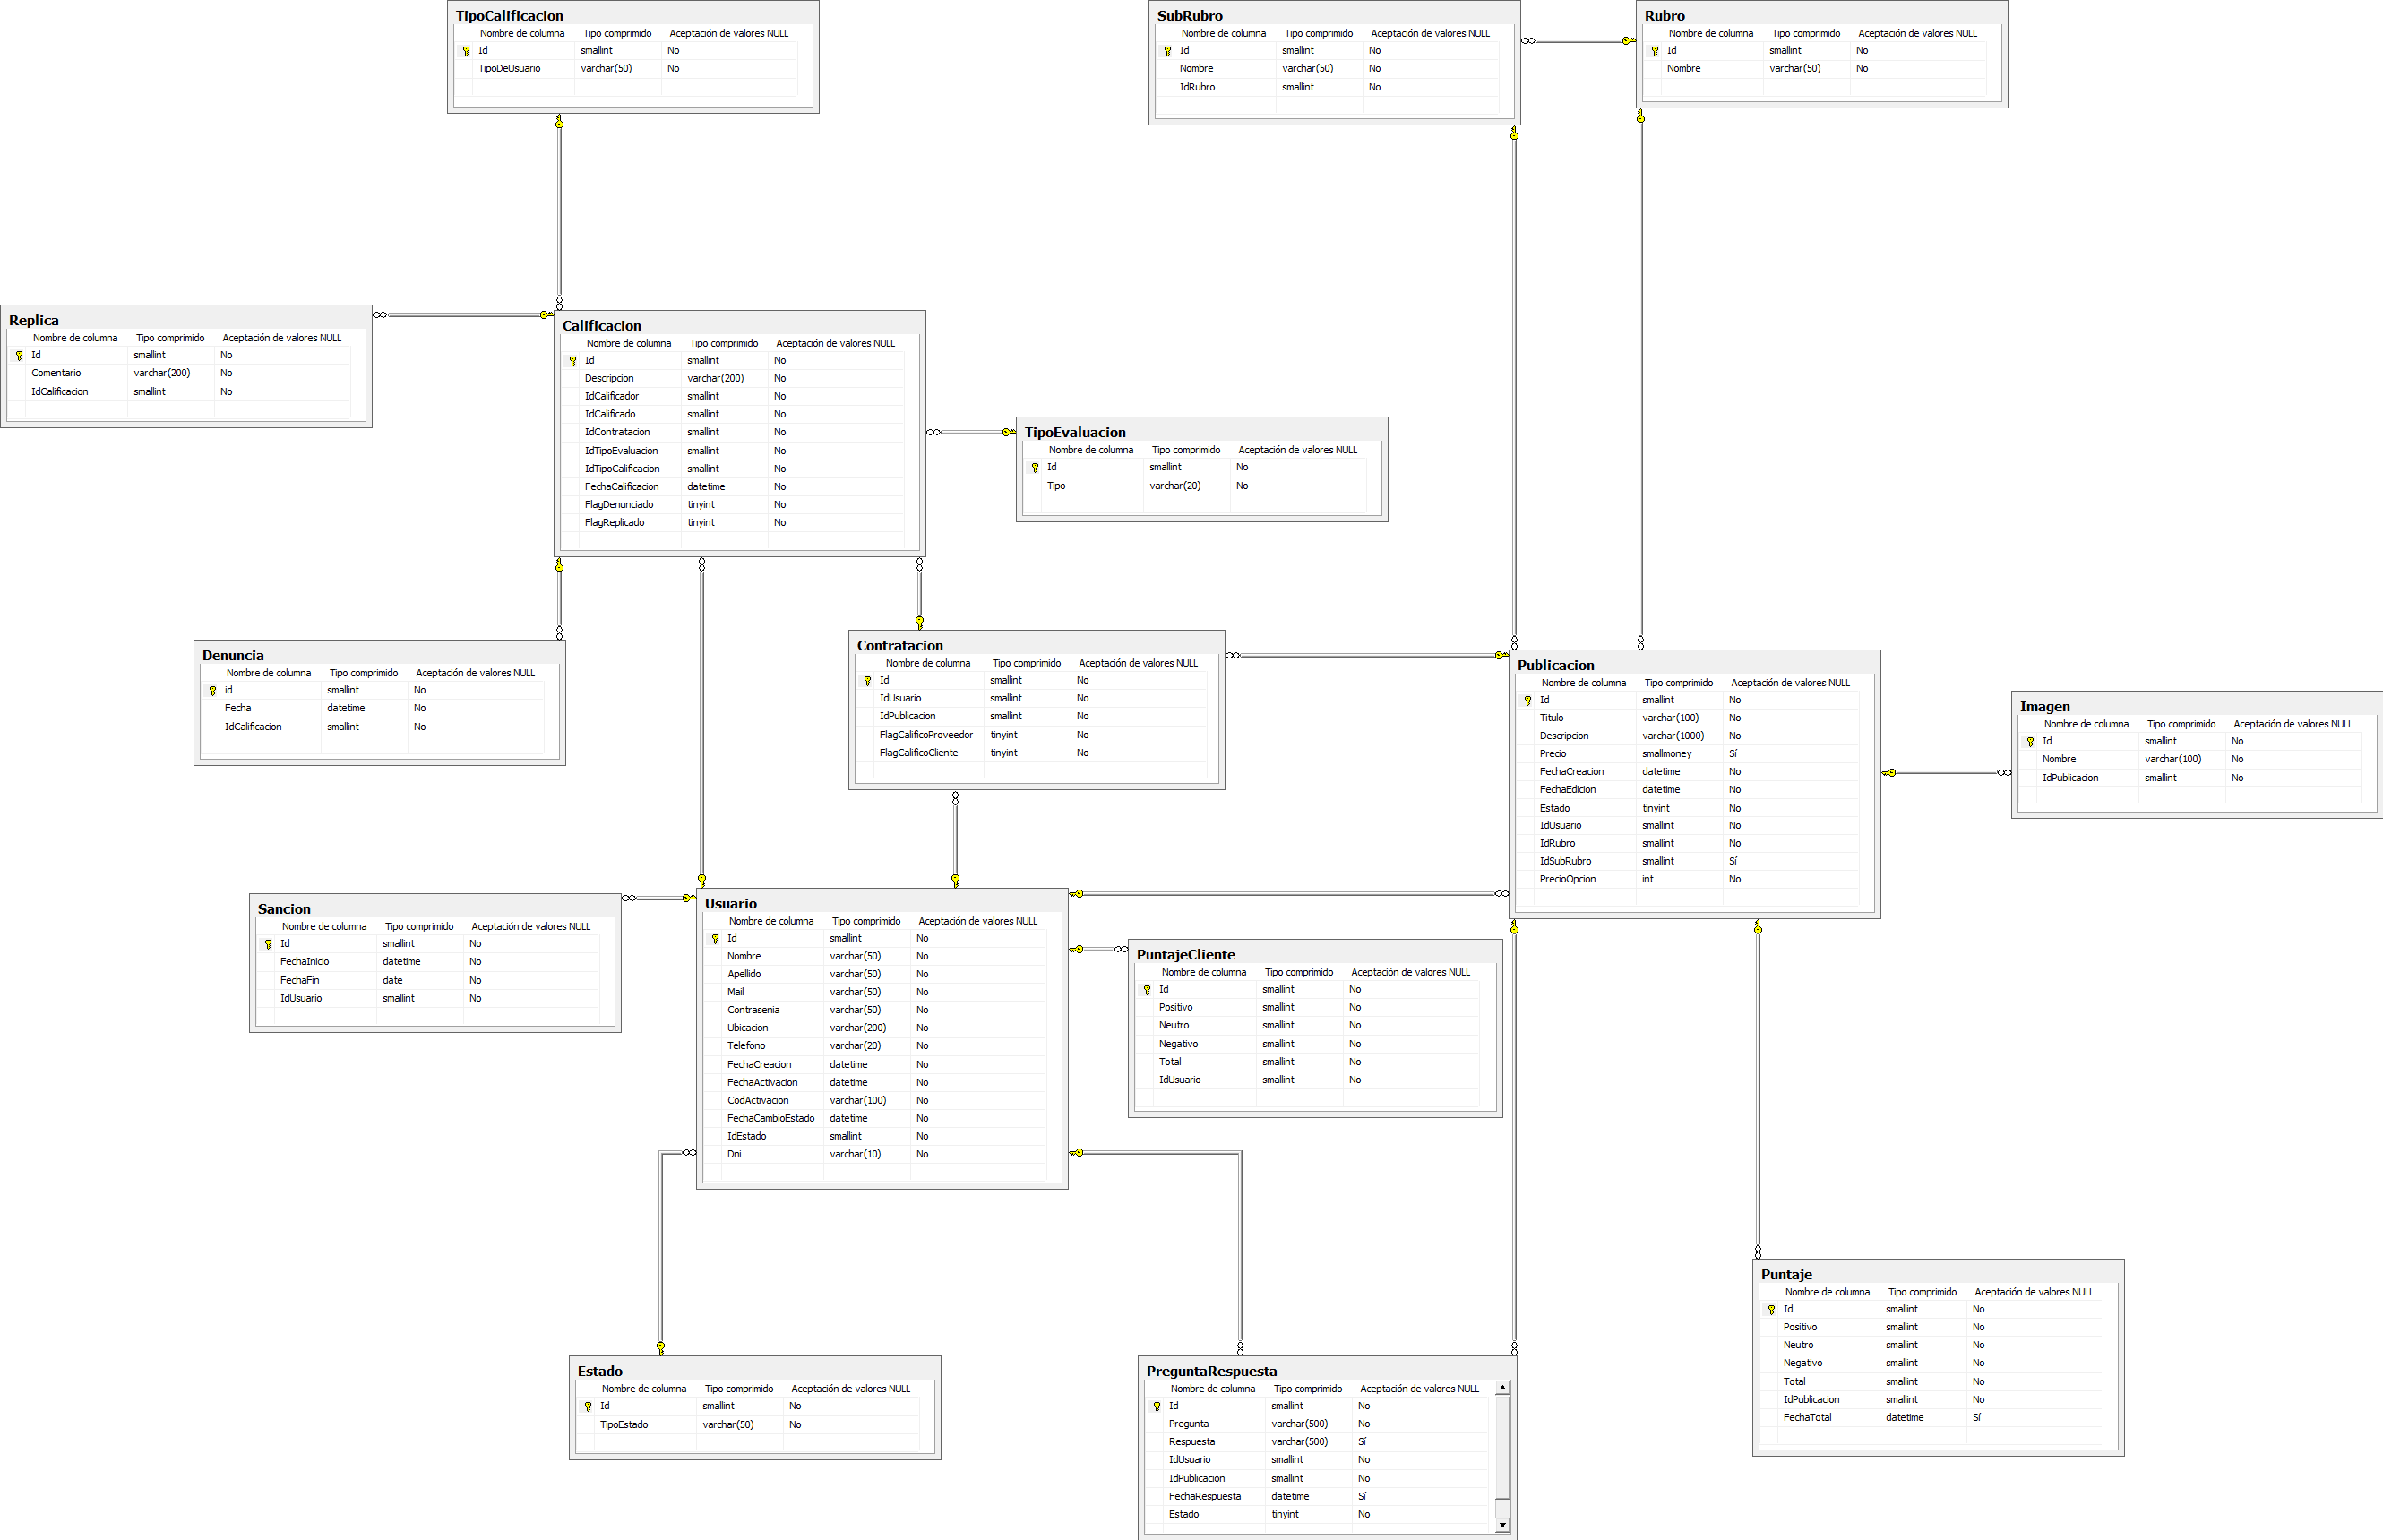 TipoCalificacion
Nombre de columna Tipo comprimido Aceptación de valores NULL
Id smallint No
TipoDeUsuario varchar(50) No
SubRubro
Nombre de columna Tipo comprimido Aceptación de valores NULL
Id smallint No
Nombre varchar(50) No
IdRubro smallint No
Rubro
Nombre de columna Tipo comprimido Aceptación de valores NULL
Id smallint No
Nombre varchar(50) No
Replica
Nombre de columna Tipo comprimido Aceptación de valores NULL
Id smallint No
Comentario varchar(200) No
IdCalificacion smallint No
Calificacion
Nombre de columna Tipo comprimido Aceptación de valores NULL
Id smallint No
Descripcion varchar(200) No
IdCalificador smallint No
IdCalificado smallint No
IdContratacion smallint No
IdTipoEvaluacion smallint No
IdTipoCalificacion smallint No
FechaCalificacion datetime No
FlagDenunciado tinyint No
FlagReplicado tinyint No
TipoEvaluacion
Nombre de columna Tipo comprimido Aceptación de valores NULL
Id smallint No
Tipo varchar(20) No
Denuncia
Nombre de columna Tipo comprimido Aceptación de valores NULL
id smallint No
Fecha datetime No
IdCalificacion smallint No
Contratacion
Nombre de columna Tipo comprimido Aceptación de valores NULL
Id smallint No
IdUsuario smallint No
IdPublicacion smallint No
FlagCalificoProveedor tinyint No
FlagCalificoCliente tinyint No
Publicacion
Nombre de columna Tipo comprimido Aceptación de valores NULL
Id smallint No
Titulo varchar(100) No
Descripcion varchar(1000) No
Precio smallmoney Sí
FechaCreacion datetime No
FechaEdicion datetime No
Estado tinyint No
IdUsuario smallint No
IdRubro smallint No
IdSubRubro smallint Sí
PrecioOpcion int No
Imagen
Nombre de columna Tipo comprimido Aceptación de valores NULL
Id smallint No
Nombre varchar(100) No
IdPublicacion smallint No
Sancion
Nombre de columna Tipo comprimido Aceptación de valores NULL
Id smallint No
FechaInicio datetime No
FechaFin date No
IdUsuario smallint No
Usuario
Nombre de columna Tipo comprimido Aceptación de valores NULL
Id smallint No
Nombre varchar(50) No
Apellido varchar(50) No
Mail varchar(50) No
Contrasenia varchar(50) No
Ubicacion varchar(200) No
Telefono varchar(20) No
FechaCreacion datetime No
FechaActivacion datetime No
CodActivacion varchar(100) No
FechaCambioEstado datetime No
IdEstado smallint No
Dni varchar(10) No
PuntajeCliente
Nombre de columna Tipo comprimido Aceptación de valores NULL
Id smallint No
Positivo smallint No
Neutro smallint No
Negativo smallint No
Total smallint No
IdUsuario smallint No
Puntaje
Nombre de columna Tipo comprimido Aceptación de valores NULL
Id smallint No
Positivo smallint No
Neutro smallint No
Negativo smallint No
Total smallint No
IdPublicacion smallint No
FechaTotal datetime Sí
Estado
Nombre de columna Tipo comprimido Aceptación de valores NULL
Id smallint No
TipoEstado varchar(50) No
PreguntaRespuesta
Nombre de columna Tipo comprimido Aceptación de valores NULL
Id smallint No
Pregunta varchar(500) No
Respuesta varchar(500) Sí
IdUsuario smallint No
IdPublicacion smallint No
FechaRespuesta datetime Sí
Estado tinyint No